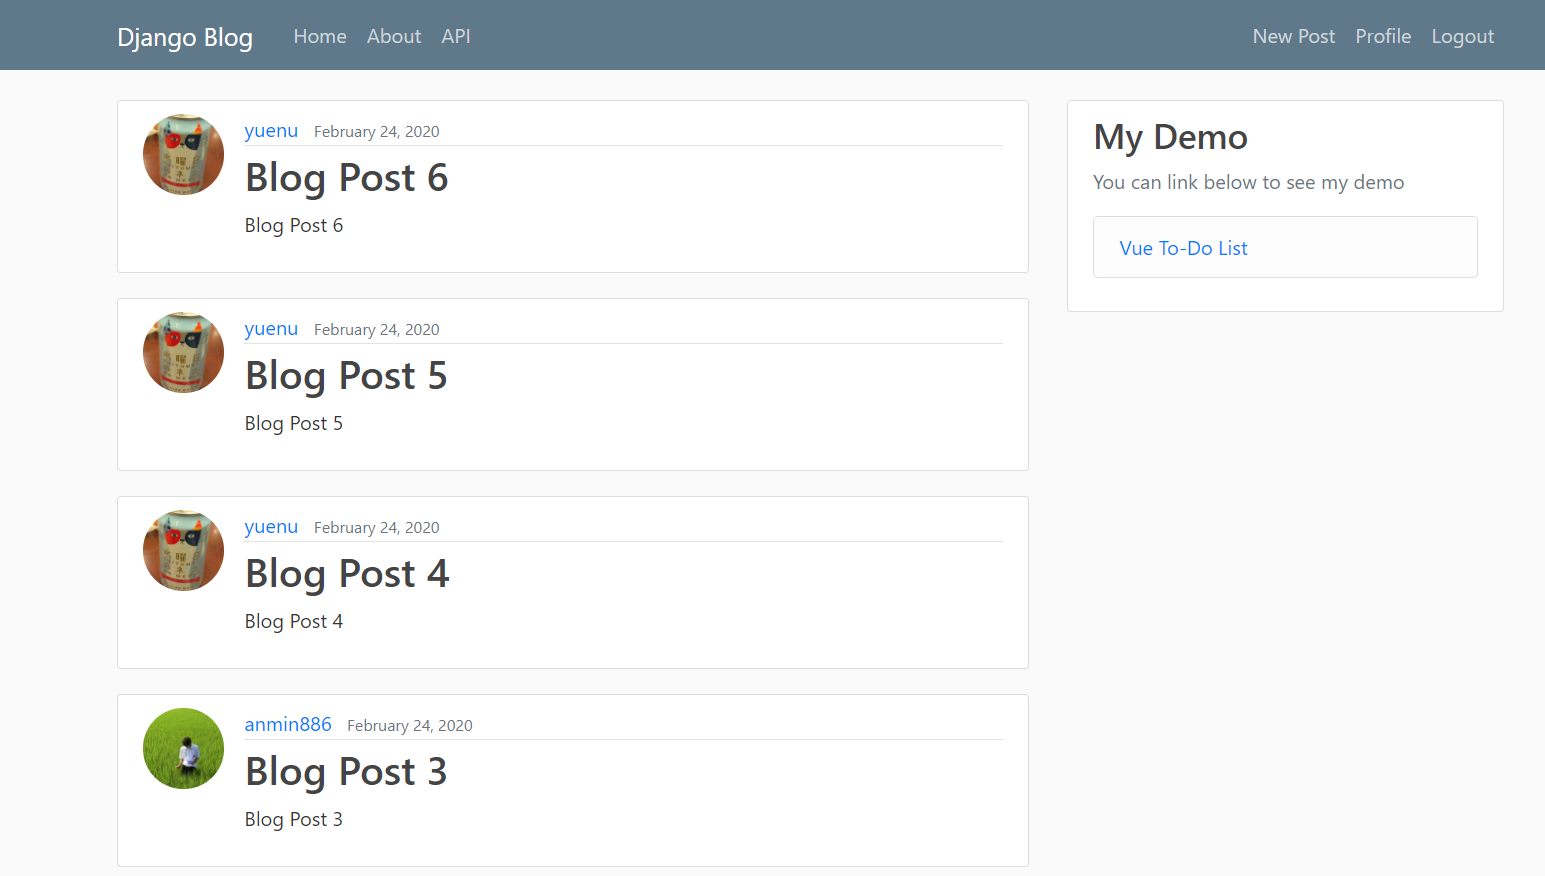 Django Blog Home About API New Post Profile Logout
yuenu February 24, 2020
Blog Post 6
Blog Post 6
yuenu February 24, 2020
Blog Post 5
Blog Post 5
yuenu February 24, 2020
Blog Post 4
Blog Post 4
anmin886 February 24, 2020
Blog Post 3
Blog Post 3
My Demo
You can link below to see my demo
Vue To-Do List